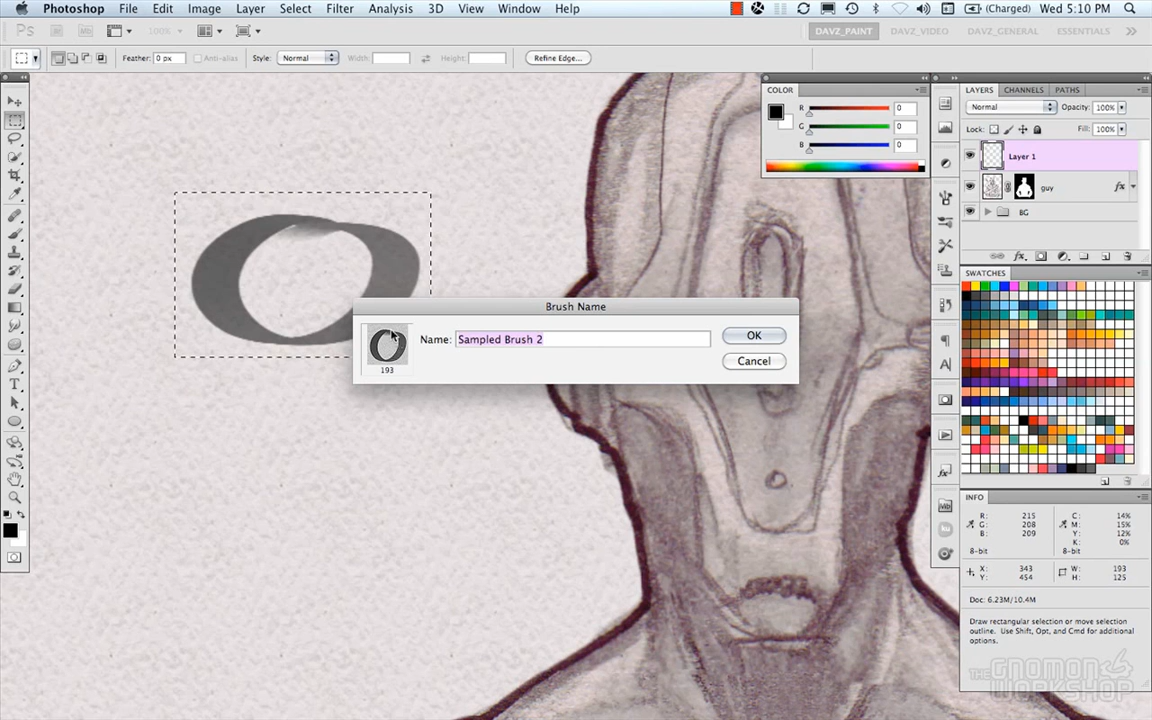 Photoshop File Edit Image Layer Select Filter Analysis 3D View Window Help (Charged) Wed 5:10 PM
Ps Br Mb 100% DAVZ_PAINT DAVZ_VIDEO DAVZ_GENERAL ESSENTIALS
Feather: 0 px Anti-alias Style: Normal Width: Height: Refine Edge...
COLOR
R 0
G 0
B 0
LAYERS CHANNELS PATHS
Normal Opacity: 100%
Lock: Fill: 100%
Layer 1
guy fx
BG
SWATCHES
Brush Name
Name: Sampled Brush 2
193
OK
Cancel
INFO
R: 215 C: 14%
G: 208 M: 15%
B: 209 Y: 12%
K: 0%
8-bit 8-bit
X: 343 W: 193
Y: 454 H: 125
Doc: 6.23M/10.4M
Draw rectangular selection or move selection
outline. Use Shift, Opt, and Cmd for additional
options.
THE GNOMON
WORKSHOP